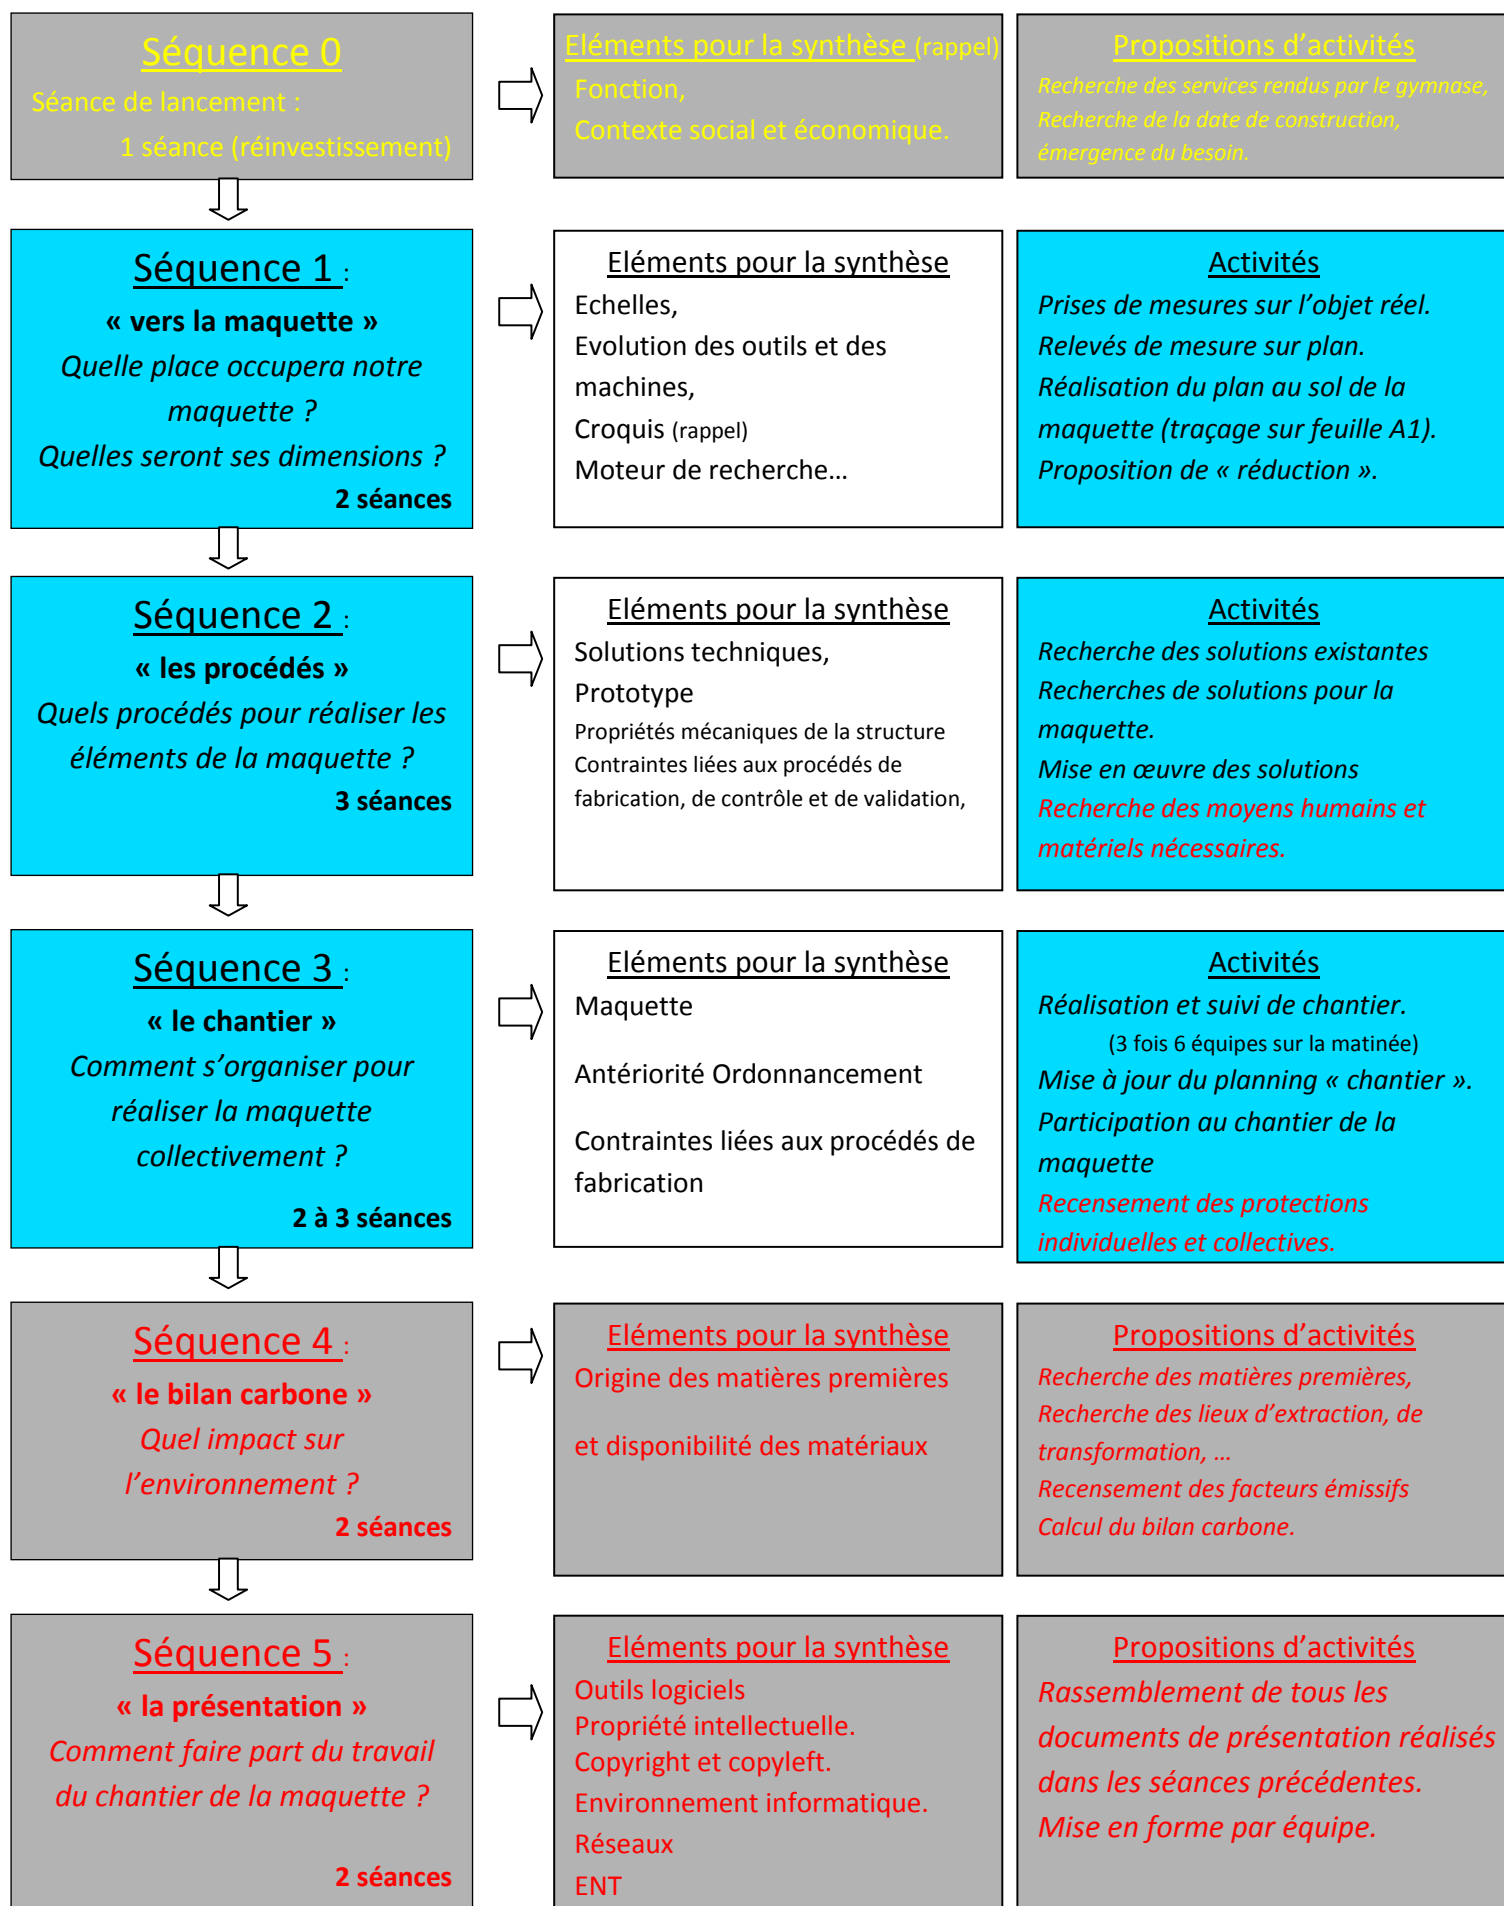 Séquence 0
Séance de lancement :
1 séance (réinvestissement)
Eléments pour la synthèse (rappel)
Fonction,
Contexte social et économique.
Propositions d’activités
Recherche des services rendus par le gymnase,
Recherche de la date de construction,
émergence du besoin.
Séquence 1 :
« vers la maquette »
Quelle place occupera notre
maquette ?
Quelles seront ses dimensions ?
2 séances
Eléments pour la synthèse
Echelles,
Evolution des outils et des
machines,
Croquis (rappel)
Moteur de recherche…
Activités
Prises de mesures sur l’objet réel.
Relevés de mesure sur plan.
Réalisation du plan au sol de la
maquette (traçage sur feuille A1).
Proposition de « réduction ».
Séquence 2 :
« les procédés »
Quels procédés pour réaliser les
éléments de la maquette ?
3 séances
Eléments pour la synthèse
Solutions techniques,
Prototype
Propriétés mécaniques de la structure
Contraintes liées aux procédés de
fabrication, de contrôle et de validation,
Activités
Recherche des solutions existantes
Recherches de solutions pour la
maquette.
Mise en œuvre des solutions
Recherche des moyens humains et
matériels nécessaires.
Séquence 3 :
« le chantier »
Comment s’organiser pour
réaliser la maquette
collectivement ?
2 à 3 séances
Eléments pour la synthèse
Maquette
Antériorité Ordonnancement
Contraintes liées aux procédés de
fabrication
Activités
Réalisation et suivi de chantier.
(3 fois 6 équipes sur la matinée)
Mise à jour du planning « chantier ».
Participation au chantier de la
maquette
Recensement des protections
individuelles et collectives.
Séquence 4 :
« le bilan carbone »
Quel impact sur
l’environnement ?
2 séances
Eléments pour la synthèse
Origine des matières premières
et disponibilité des matériaux
Propositions d’activités
Recherche des matières premières,
Recherche des lieux d’extraction, de
transformation, …
Recensement des facteurs émissifs
Calcul du bilan carbone.
Séquence 5 :
« la présentation »
Comment faire part du travail
du chantier de la maquette ?
2 séances
Eléments pour la synthèse
Outils logiciels
Propriété intellectuelle.
Copyright et copyleft.
Environnement informatique.
Réseaux
ENT
Propositions d’activités
Rassemblement de tous les
documents de présentation réalisés
dans les séances précédentes.
Mise en forme par équipe.